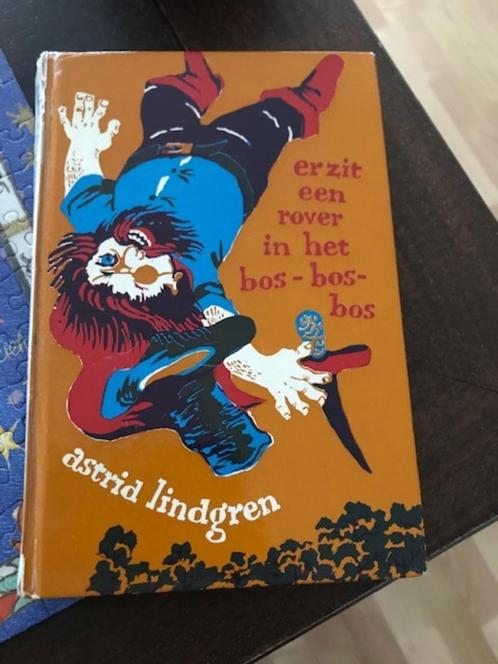 er zit
een
rover
in het
bos-bos-
bos
astrid lindgren